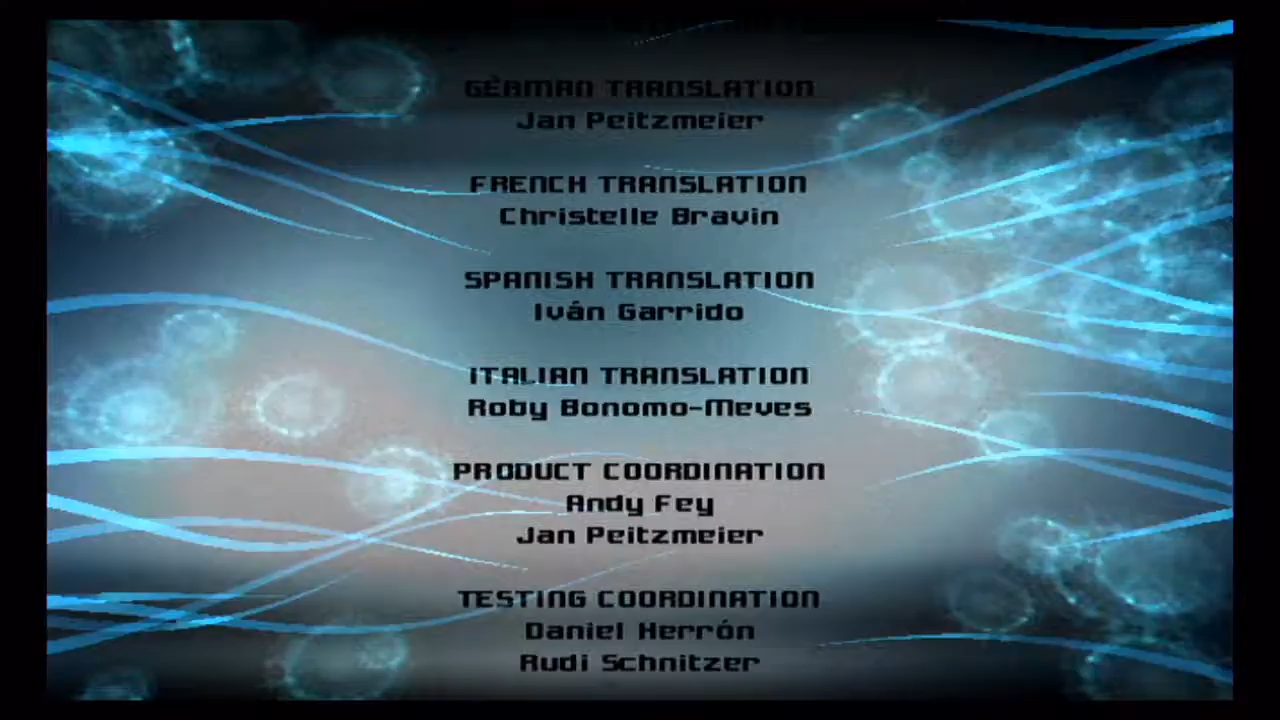 GERMAN TRANSLATION
Jan Peitzmeier
FRENCH TRANSLATION
Christelle Bravin
SPANISH TRANSLATION
Iván Garrido
ITALIAN TRANSLATION
Roby Bonomo-Meves
PRODUCT COORDINATION
Andy Fey
Jan Peitzmeier
TESTING COORDINATION
Daniel Herrón
Rudi Schnitzer